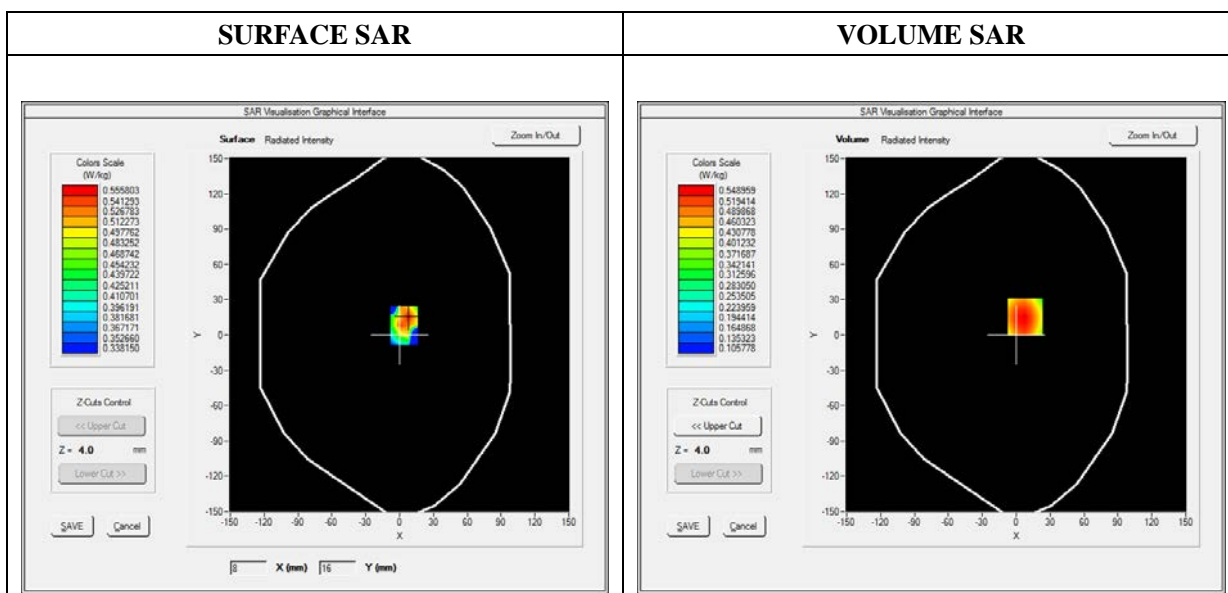 SURFACE SAR
VOLUME SAR
SAR Visualisation Graphical Interface
Surface Radiated Intensity
Zoom In/Out
Colors Scale
(W/kg)
0.555803
0.541293
0.526783
0.512273
0.497762
0.483252
0.468742
0.454232
0.439722
0.425211
0.410701
0.396191
0.381681
0.367171
0.352660
0.338150
Z-Cuts Control
<< Upper Cut
Z = 4.0 mm
Lower Cut >>
SAVE Cancel
150
120
90
60
30
0
-30
-60
-90
-120
-150
Y
-150 -120 -90 -60 -30 0 30 60 90 120 150
X
8 X (mm) 16 Y (mm)
SAR Visualisation Graphical Interface
Volume Radiated Intensity
Zoom In/Out
Colors Scale
(W/kg)
0.548959
0.519414
0.489868
0.460323
0.430778
0.401232
0.371687
0.342141
0.312596
0.283050
0.253505
0.223959
0.194414
0.164868
0.135323
0.105778
Z-Cuts Control
<< Upper Cut
Z = 4.0 mm
Lower Cut >>
SAVE Cancel
150
120
90
60
30
0
-30
-60
-90
-120
-150
Y
-150 -120 -90 -60 -30 0 30 60 90 120 150
X